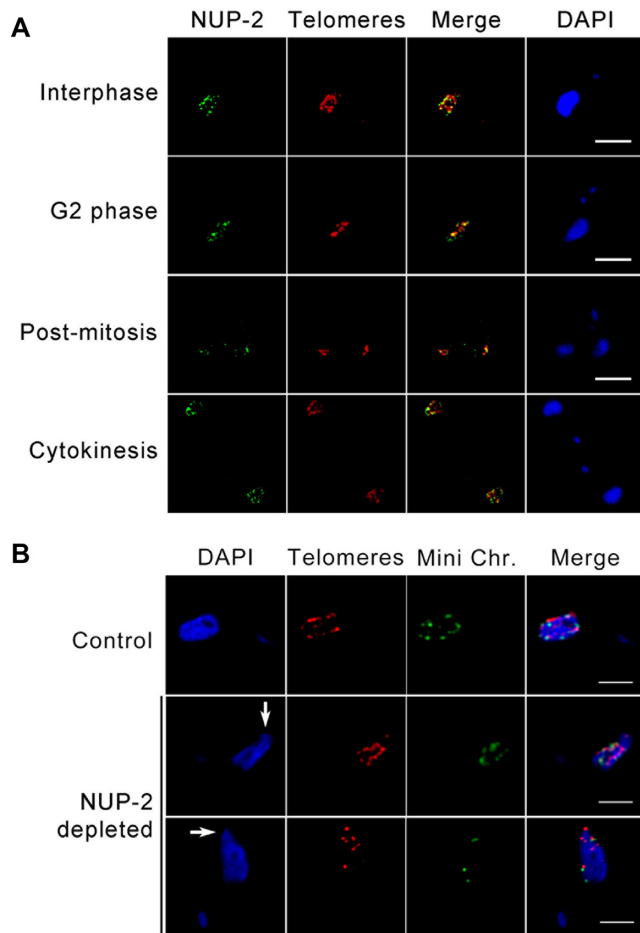 A
NUP-2 Telomeres Merge DAPI
Interphase
G2 phase
Post-mitosis
Cytokinesis
B
DAPI Telomeres Mini Chr. Merge
Control
NUP-2
depleted